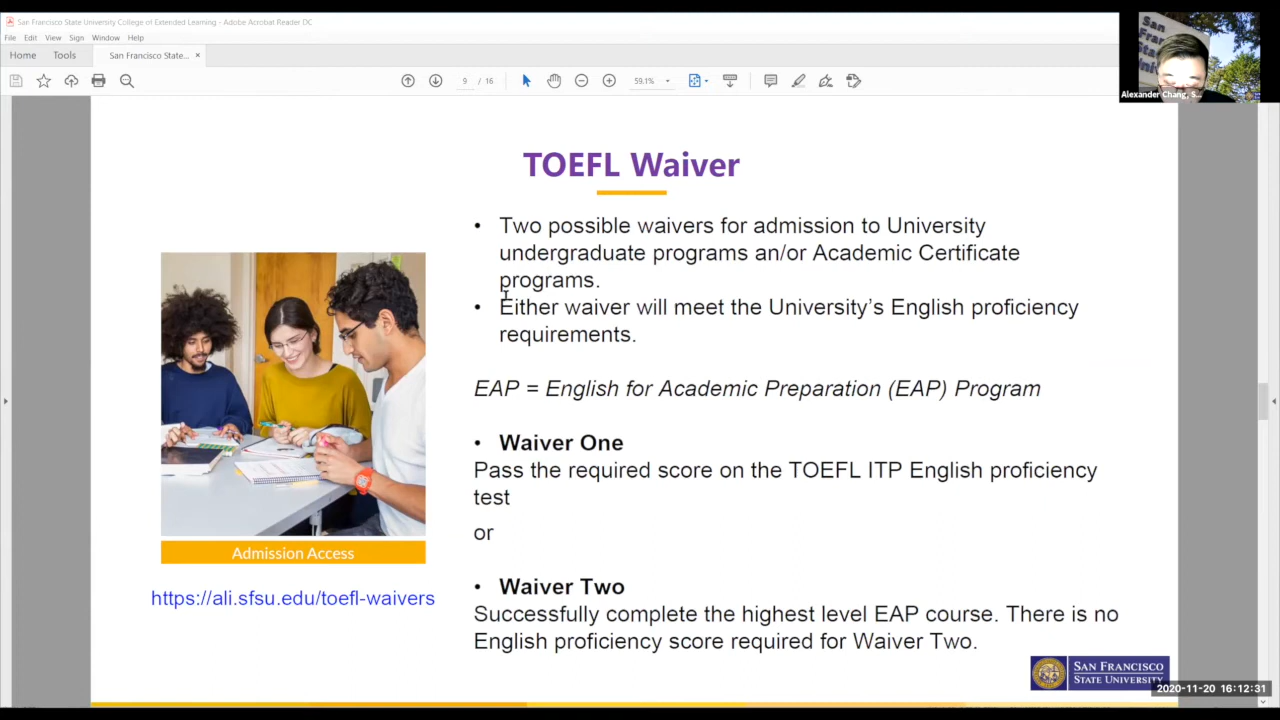 San Francisco State University College of Extended Learning - Adobe Acrobat Reader DC
File Edit View Sign Window Help
Home Tools San Francisco State... ×
9 / 16 59.1%
Alexander Chang, S...
TOEFL Waiver
• Two possible waivers for admission to University
undergraduate programs an/or Academic Certificate
programs.
• Either waiver will meet the University’s English proficiency
requirements.
EAP = English for Academic Preparation (EAP) Program
• Waiver One
Pass the required score on the TOEFL ITP English proficiency
test
or
• Waiver Two
Successfully complete the highest level EAP course. There is no
English proficiency score required for Waiver Two.
Admission Access
https://ali.sfsu.edu/toefl-waivers
SAN FRANCISCO
STATE UNIVERSITY
2020-11-20 16:12:31